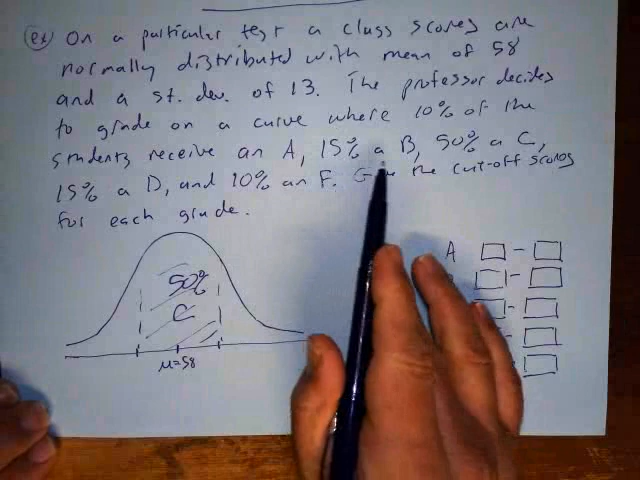 ex On a particular test a class scores are
normally distributed with mean of 58
and a st. dev. of 13. The professor decides
to grade on a curve where 10% of the
students receive an A, 15% a B, 50% a C,
15% a D, and 10% an F. the cut-off scores
for each grade.
50%
C
μ=58
A -
-
-
-